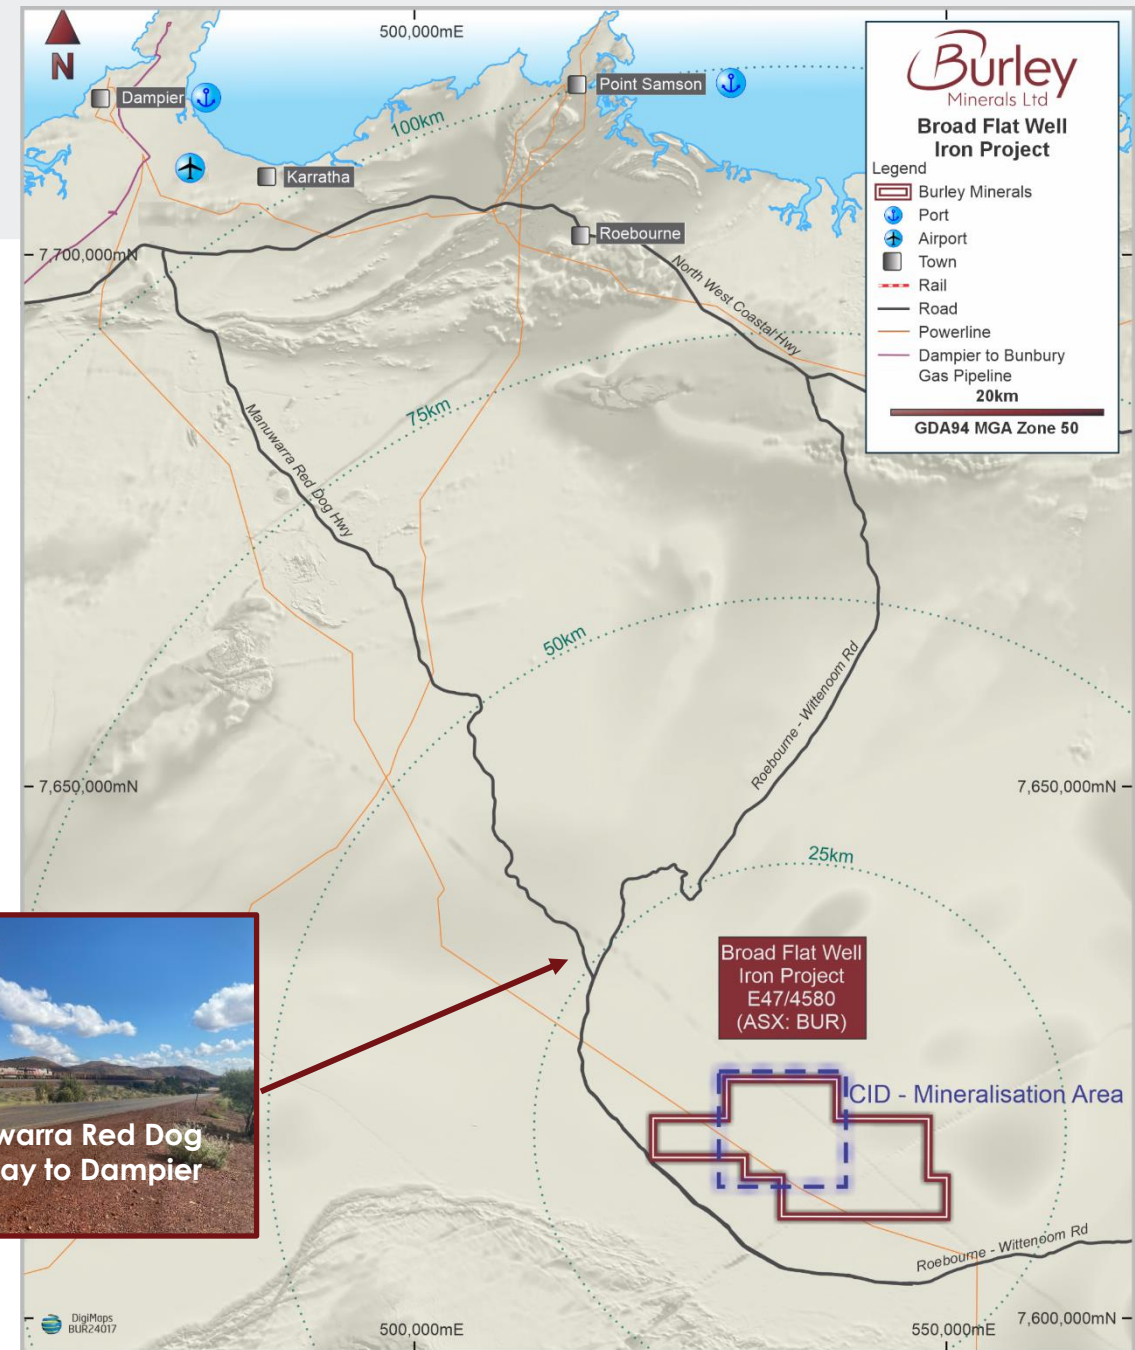 500,000mE
N
Dampier
Point Samson
100km
Karratha
Roebourne
7,700,000mN
North West Coastal Hwy
75km
Manuwarra Red Dog Hwy
50km
Roebourne - Wittenoom Rd
7,650,000mN
7,650,000mN
25km
Broad Flat Well
Iron Project
E47/4580
(ASX: BUR)
CID - Mineralisation Area
warra Red Dog
ay to Dampier
Roebourne - Wittenoom Rd
DigiMaps
BUR24017
500,000mE
550,000mE
7,600,000mN
Burley
Minerals Ltd
Broad Flat Well
Iron Project
Legend
Burley Minerals
Port
Airport
Town
Rail
Road
Powerline
Dampier to Bunbury
Gas Pipeline
20km
GDA94 MGA Zone 50